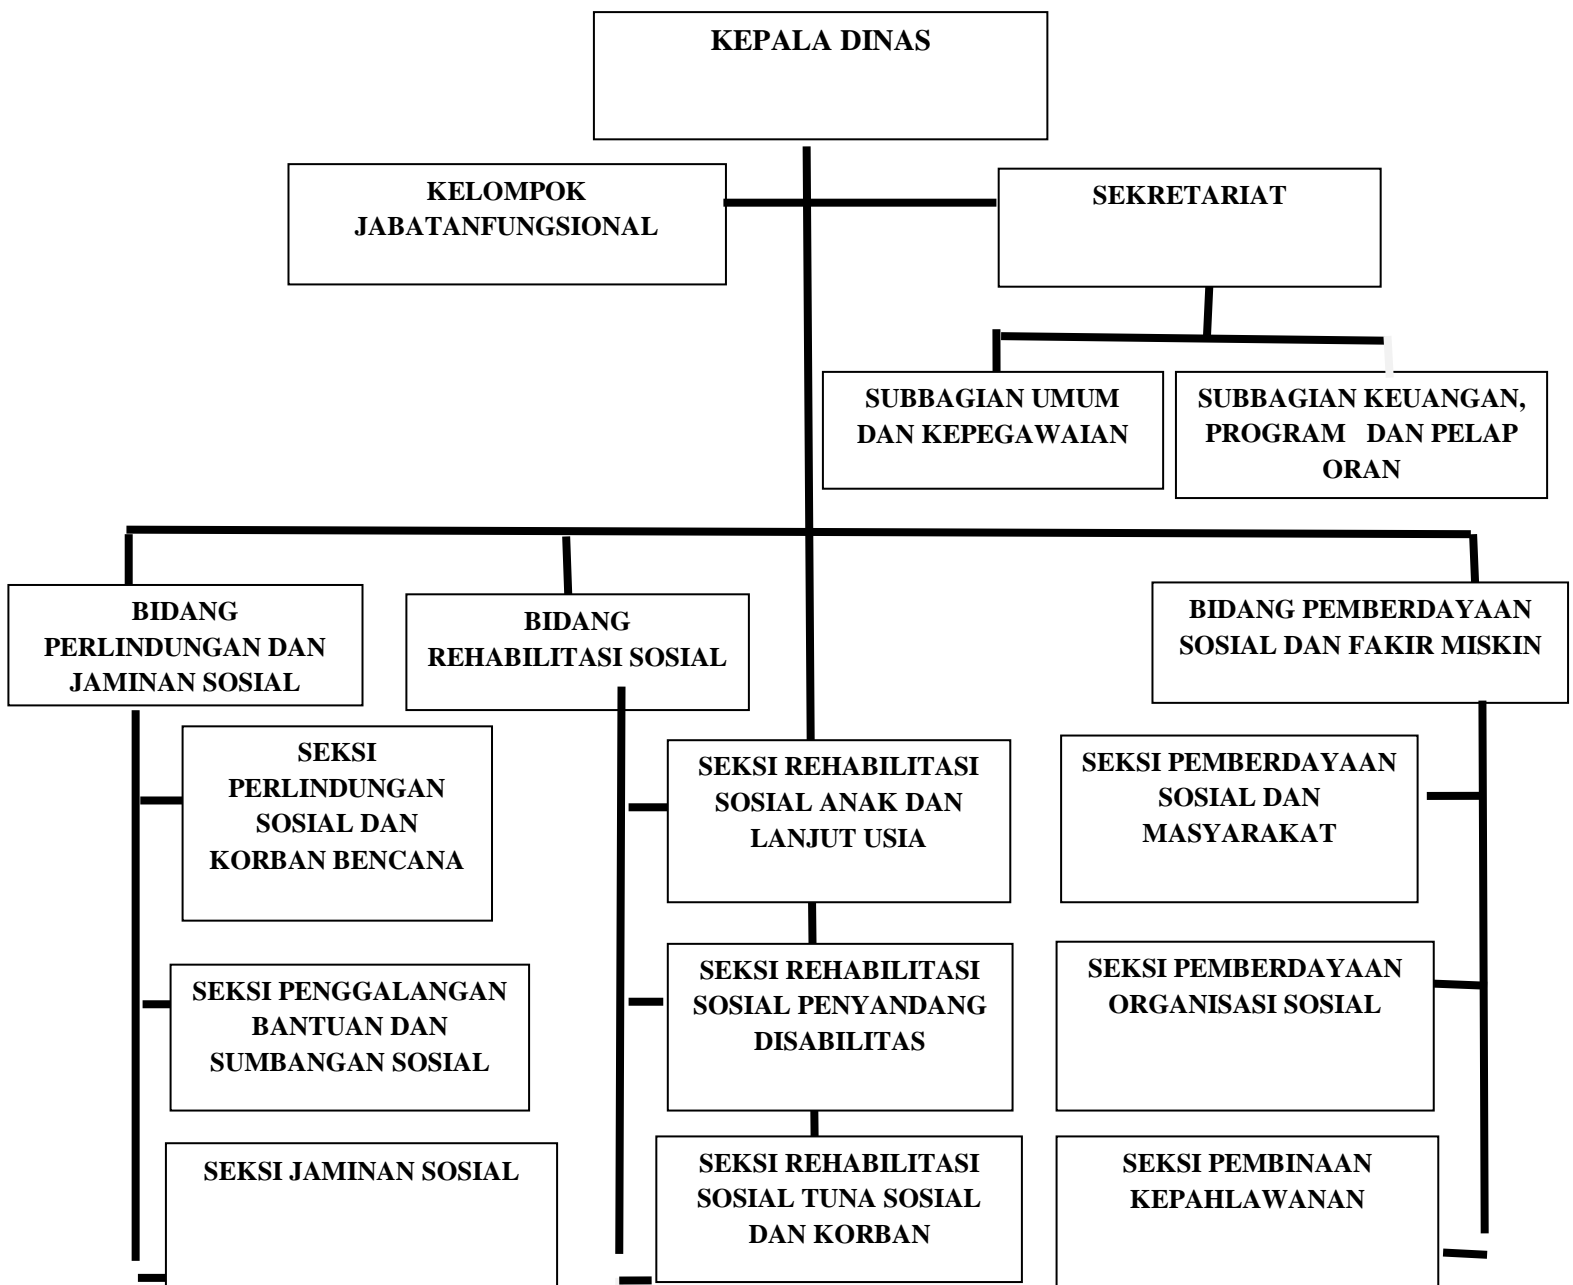 KEPALA DINAS
KELOMPOK
JABATANFUNGSIONAL
SEKRETARIAT
SUBBAGIAN UMUM
DAN KEPEGAWAIAN
SUBBAGIAN KEUANGAN,
PROGRAM DAN PELAP
ORAN
BIDANG
PERLINDUNGAN DAN
JAMINAN SOSIAL
BIDANG
REHABILITASI SOSIAL
BIDANG PEMBERDAYAAN
SOSIAL DAN FAKIR MISKIN
SEKSI
PERLINDUNGAN
SOSIAL DAN
KORBAN BENCANA
SEKSI REHABILITASI
SOSIAL ANAK DAN
LANJUT USIA
SEKSI PEMBERDAYAAN
SOSIAL DAN
MASYARAKAT
SEKSI PENGGALANGAN
BANTUAN DAN
SUMBANGAN SOSIAL
SEKSI REHABILITASI
SOSIAL PENYANDANG
DISABILITAS
SEKSI PEMBERDAYAAN
ORGANISASI SOSIAL
SEKSI JAMINAN SOSIAL
SEKSI REHABILITASI
SOSIAL TUNA SOSIAL
DAN KORBAN
SEKSI PEMBINAAN
KEPAHLAWANAN